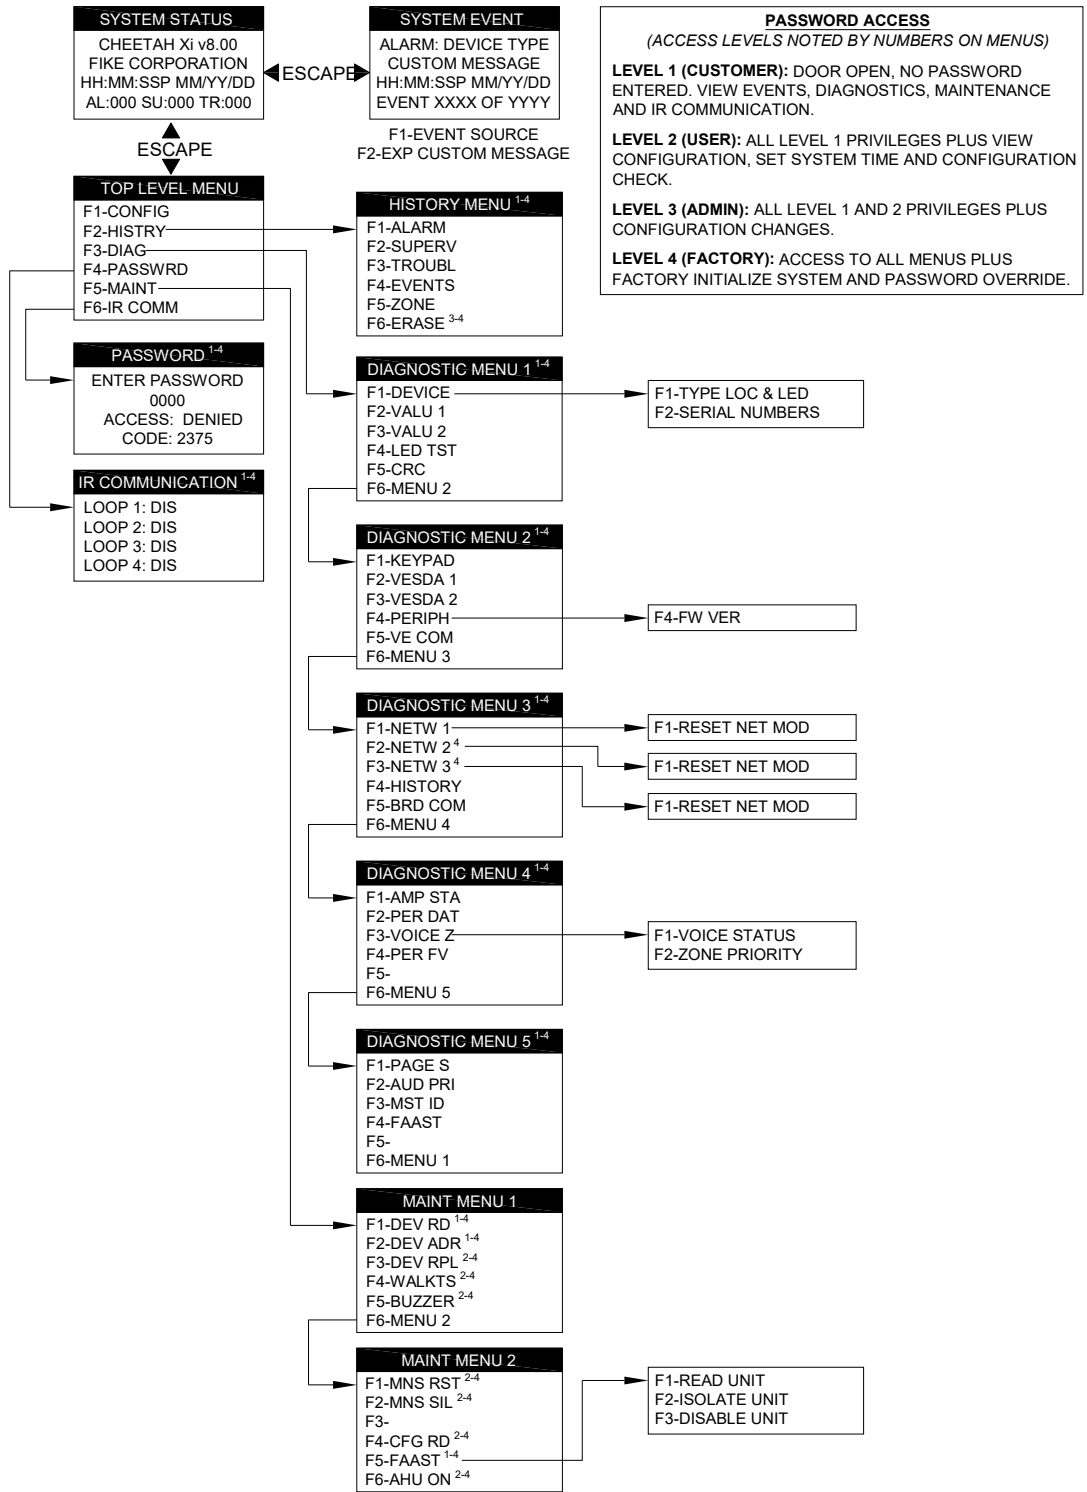 SYSTEM STATUS
CHEETAH Xi v8.00
FIKE CORPORATION
HH:MM:SSP MM/YY/DD
AL:000 SU:000 TR:000
ESCAPE
SYSTEM EVENT
ALARM: DEVICE TYPE
CUSTOM MESSAGE
HH:MM:SSP MM/YY/DD
EVENT XXXX OF YYYY
F1-EVENT SOURCE
F2-EXP CUSTOM MESSAGE
PASSWORD ACCESS
(ACCESS LEVELS NOTED BY NUMBERS ON MENUS)
LEVEL 1 (CUSTOMER): DOOR OPEN, NO PASSWORD
ENTERED. VIEW EVENTS, DIAGNOSTICS, MAINTENANCE
AND IR COMMUNICATION.
LEVEL 2 (USER): ALL LEVEL 1 PRIVILEGES PLUS VIEW
CONFIGURATION, SET SYSTEM TIME AND CONFIGURATION
CHECK.
LEVEL 3 (ADMIN): ALL LEVEL 1 AND 2 PRIVILEGES PLUS
CONFIGURATION CHANGES.
LEVEL 4 (FACTORY): ACCESS TO ALL MENUS PLUS
FACTORY INITIALIZE SYSTEM AND PASSWORD OVERRIDE.
ESCAPE
TOP LEVEL MENU
F1-CONFIG
F2-HISTRY
F3-DIAG
F4-PASSWRD
F5-MAINT
F6-IR COMM
PASSWORD 1-4
ENTER PASSWORD
0000
ACCESS: DENIED
CODE: 2375
IR COMMUNICATION 1-4
LOOP 1: DIS
LOOP 2: DIS
LOOP 3: DIS
LOOP 4: DIS
HISTORY MENU 1-4
F1-ALARM
F2-SUPERV
F3-TROUBL
F4-EVENTS
F5-ZONE
F6-ERASE 3-4
DIAGNOSTIC MENU 1 1-4
F1-DEVICE
F2-VALU 1
F3-VALU 2
F4-LED TST
F5-CRC
F6-MENU 2
F1-TYPE LOC & LED
F2-SERIAL NUMBERS
DIAGNOSTIC MENU 2 1-4
F1-KEYPAD
F2-VESDA 1
F3-VESDA 2
F4-PERIPH
F5-VE COM
F6-MENU 3
F4-FW VER
DIAGNOSTIC MENU 3 1-4
F1-NETW 1
F2-NETW 2 4
F3-NETW 3 4
F4-HISTORY
F5-BRD COM
F6-MENU 4
F1-RESET NET MOD
F1-RESET NET MOD
F1-RESET NET MOD
DIAGNOSTIC MENU 4 1-4
F1-AMP STA
F2-PER DAT
F3-VOICE Z
F4-PER FV
F5-
F6-MENU 5
F1-VOICE STATUS
F2-ZONE PRIORITY
DIAGNOSTIC MENU 5 1-4
F1-PAGE S
F2-AUD PRI
F3-MST ID
F4-FAAST
F5-
F6-MENU 1
MAINT MENU 1
F1-DEV RD 1-4
F2-DEV ADR 1-4
F3-DEV RPL 2-4
F4-WALKTS 2-4
F5-BUZZER 2-4
F6-MENU 2
MAINT MENU 2
F1-MNS RST 2-4
F2-MNS SIL 2-4
F3-
F4-CFG RD 2-4
F5-FAAST 1-4
F6-AHU ON 2-4
F1-READ UNIT
F2-ISOLATE UNIT
F3-DISABLE UNIT